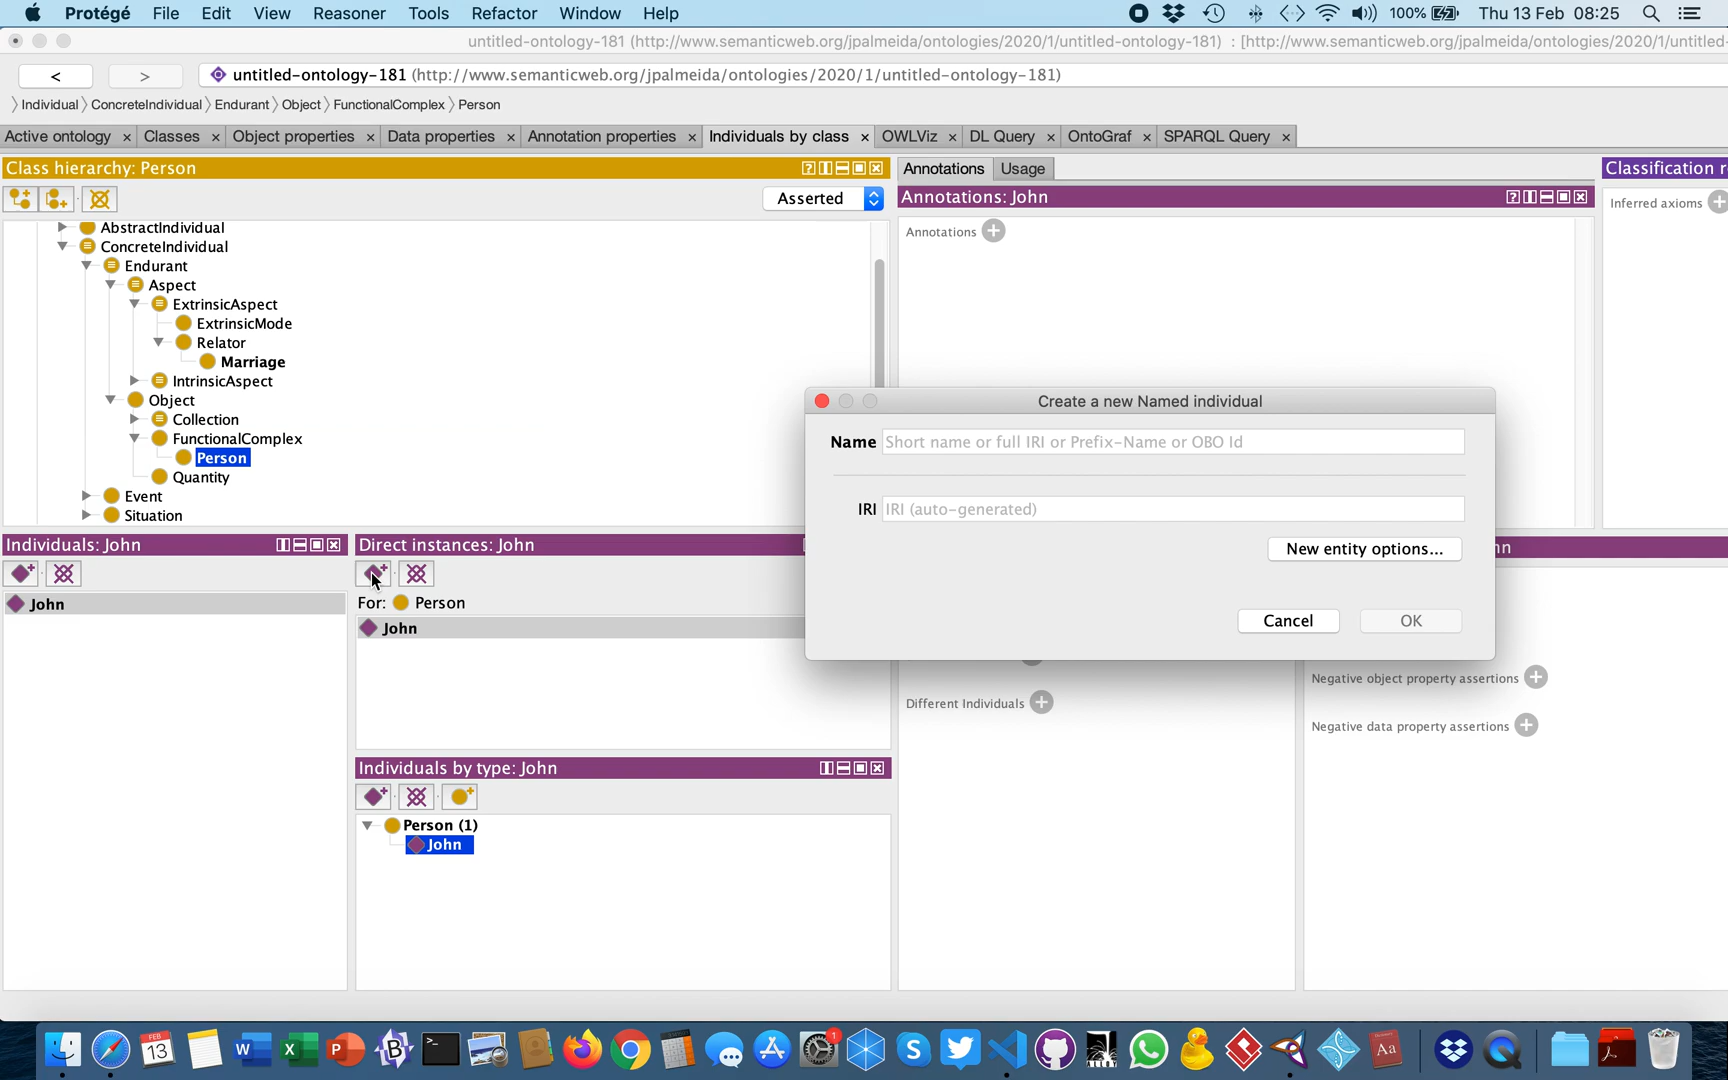 Protégé File Edit View Reasoner Tools Refactor Window Help 100% Thu 13 Feb 08:25
untitled-ontology-181 (http://www.semanticweb.org/jpalmeida/ontologies/2020/1/untitled-ontology-181) : [http://www.semanticweb.org/jpalmeida/ontologies/2020/1/untitled-
< > untitled-ontology-181 (http://www.semanticweb.org/jpalmeida/ontologies/2020/1/untitled-ontology-181)
Individual ConcreteIndividual Endurant Object FunctionalComplex Person
Active ontology × Classes × Object properties × Data properties × Annotation properties × Individuals by class × OWLViz × DL Query × OntoGraf × SPARQL Query ×
Class hierarchy: Person
Asserted
AbstractIndividual
ConcreteIndividual
Endurant
Aspect
ExtrinsicAspect
ExtrinsicMode
Relator
Marriage
IntrinsicAspect
Object
Collection
FunctionalComplex
Person
Quantity
Event
Situation
Annotations Usage
Annotations: John
Annotations
Classification r
Inferred axioms
Create a new Named individual
Name Short name or full IRI or Prefix-Name or OBO Id
IRI IRI (auto-generated)
New entity options...
Cancel OK
Individuals: John
John
Direct instances: John
For: Person
John
Individuals by type: John
Person (1)
John
Different Individuals
Negative object property assertions
Negative data property assertions
FEB
13
W X P B
S
1
Aa